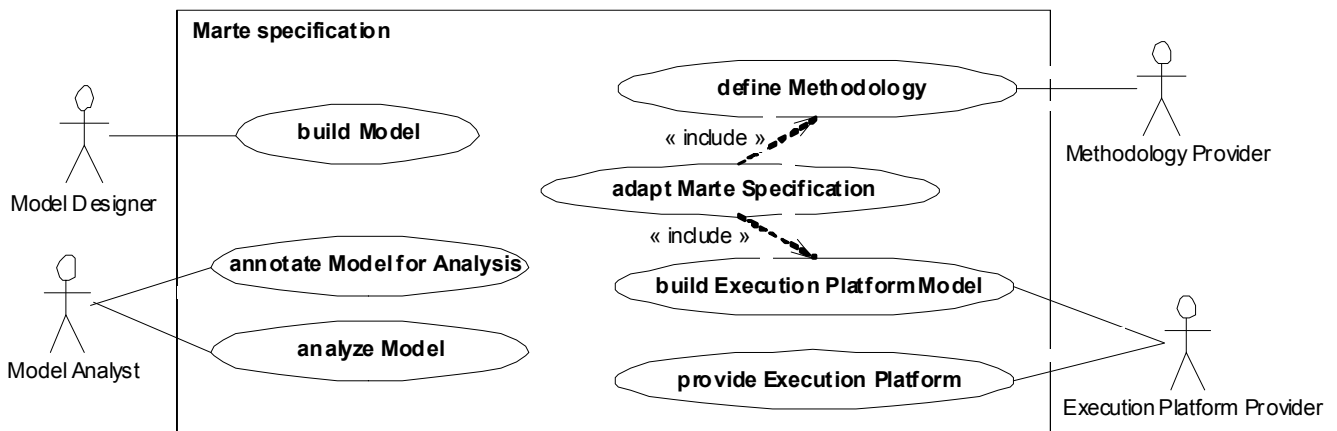 Marte specification
define Methodology
build Model
« include »
Methodology Provider
adapt Marte Specification
Model Designer
« include »
annotate Model for Analysis
build Execution Platform Model
analyze Model
Model Analyst
provide Execution Platform
Execution Platform Provider